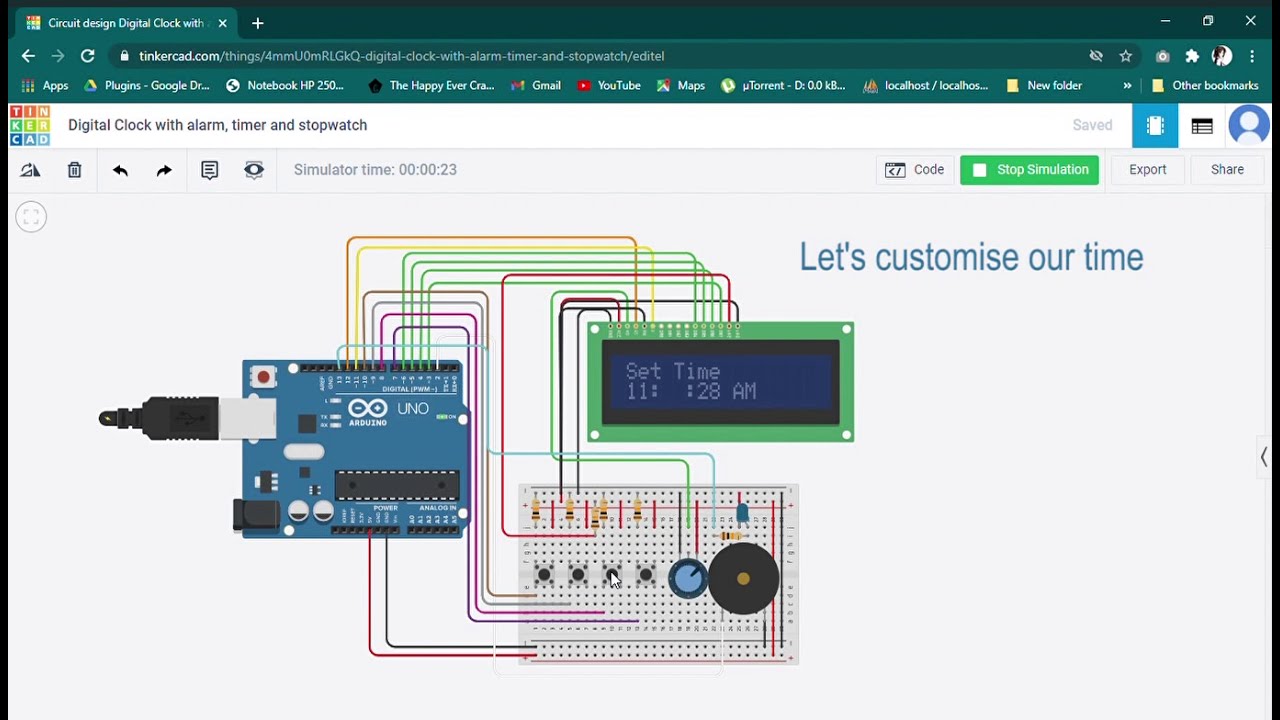 Circuit design Digital Clock with
tinkercad.com/things/4mmU0mRLGkQ-digital-clock-with-alarm-timer-and-stopwatch/editel
Apps Plugins - Google Dr... Notebook HP 250... The Happy Ever Cra... Gmail YouTube Maps µTorrent - D: 0.0 kB... localhost / localhos... New folder » Other bookmarks
TIN
KER
CAD
Digital Clock with alarm, timer and stopwatch
Saved
Simulator time: 00:00:23
Code
Stop Simulation
Export
Share
Let's customise our time
Set Time
11: :28 AM
DIGITAL (PWM~)
UNO
ARDUINO
L
TX
RX
ON
POWER
ANALOG IN